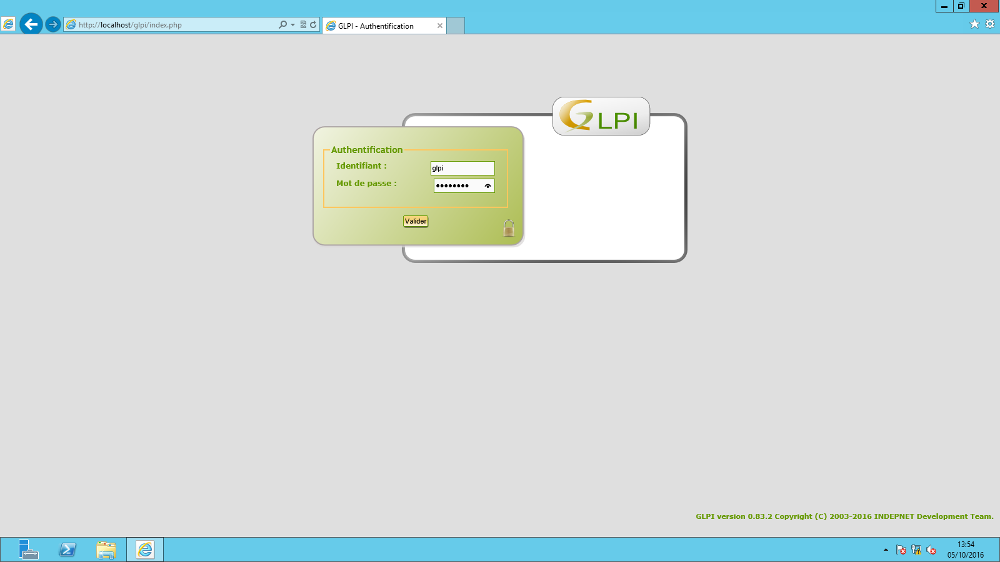 http://localhost/glpi/index.php
GLPI - Authentification
GLPI
Authentification
Identifiant :
glpi
Mot de passe :
Valider
GLPI version 0.83.2 Copyright (C) 2003-2016 INDEPNET Development Team.
13:54
05/10/2016